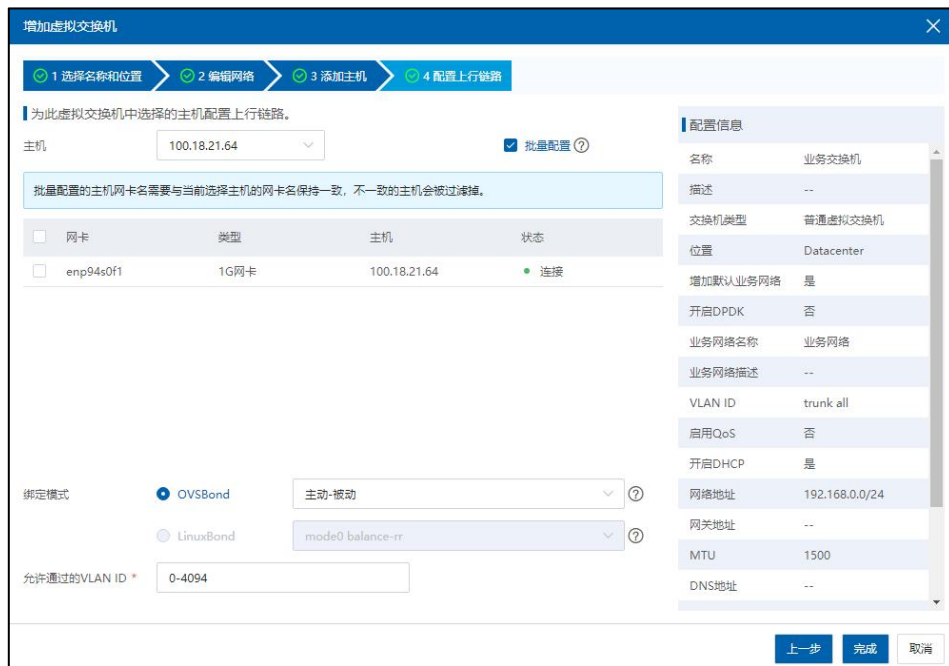 增加虚拟交换机
1 选择名称和位置 2 编辑网络 3 添加主机 4 配置上行链路
为此虚拟交换机中选择的主机配置上行链路。
主机 100.18.21.64 批量配置 ?
批量配置的主机网卡名需要与当前选择主机的网卡名保持一致，不一致的主机会被过滤掉。
网卡 类型 主机 状态
enp94s0f1 1G网卡 100.18.21.64 连接
绑定模式 OVSBond 主动-被动 ?
LinuxBond mode0 balance-rr ?
允许通过的VLAN ID * 0-4094
配置信息
名称 业务交换机
描述 --
交换机类型 普通虚拟交换机
位置 Datacenter
增加默认业务网络 是
开启DPDK 否
业务网络名称 业务网络
业务网络描述 --
VLAN ID trunk all
启用QoS 否
开启DHCP 是
网络地址 192.168.0.0/24
网关地址 --
MTU 1500
DNS地址 --
上一步 完成 取消